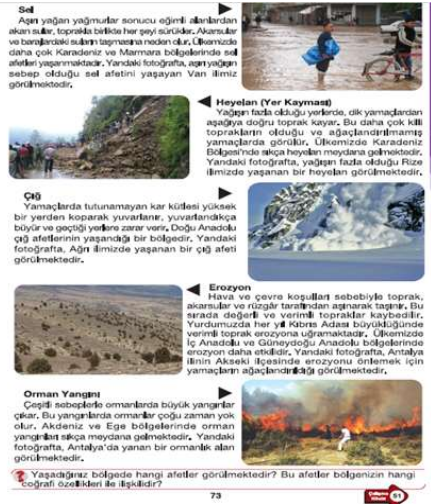 Sel
Aşırı yağan yağmurlar sonucu eğimli alanlardan
akan sular, toprakla birlikte her şeyi sürükler. Akarsular
ve barajlardaki suların taşmasına neden olur. Ülkemizde
daha çok Karadeniz ve Marmara bölgelerinde sel
afetleri yaşanmaktadır. Yandaki fotoğrafta, aşırı yağışın
sebep olduğu sel afetini yaşayan Van ilimiz
görülmektedir.
Heyelan (Yer Kayması)
Yağışın fazla olduğu yerlerde, dik yamaçlardan
aşağıya doğru toprak kayar. Bu daha çok killi
toprakların olduğu ve ağaçlandırılmamış
yamaçlarda görülür. Ülkemizde Karadeniz
Bölgesi'nde sıkça heyelan meydana gelmektedir.
Yandaki fotoğrafta, yağışın fazla olduğu Rize
ilimizde yaşanan bir heyelan görülmektedir.
Çığ
Yamaçlarda tutunamayan kar kütlesi yüksek
bir yerden koparak yuvarlanır, yuvarlandıkça
büyür ve geçtiği yerlere zarar verir. Doğu Anadolu
çığ afetlerinin yaşandığı bir bölgedir. Yandaki
fotoğrafta, Ağrı ilimizde yaşanan bir çığ afeti
görülmektedir.
Erozyon
Hava ve çevre koşulları sebebiyle toprak,
akarsular ve rüzgâr tarafından aşınarak taşınır. Bu
sırada değerli ve verimli topraklar kaybedilir.
Yurdumuzda her yıl Kıbrıs Adası büyüklüğünde
verimli toprak erozyona uğramaktadır. Ülkemizde
İç Anadolu ve Güneydoğu Anadolu bölgelerinde
erozyon daha etkilidir. Yandaki fotoğrafta, Antalya
ilinin Akseki ilçesinde erozyonu önlemek için
yamaçların ağaçlandırıldığı görülmektedir.
Orman Yangını
Çeşitli sebeplerle ormanlarda büyük yangınlar
çıkar. Bu yangınlarda ormanlar çoğu zaman yok
olur. Akdeniz ve Ege bölgelerinde orman
yangınları sıkça meydana gelmektedir. Yandaki
fotoğrafta, Antalya'da yanan bir ormanlık alan
görülmektedir.
Yaşadığınız bölgede hangi afetler görülmektedir? Bu afetler bölgenizin hangi
coğrafi özellikleri ile ilişkilidir?
73
Çalışma
Kitabı 91